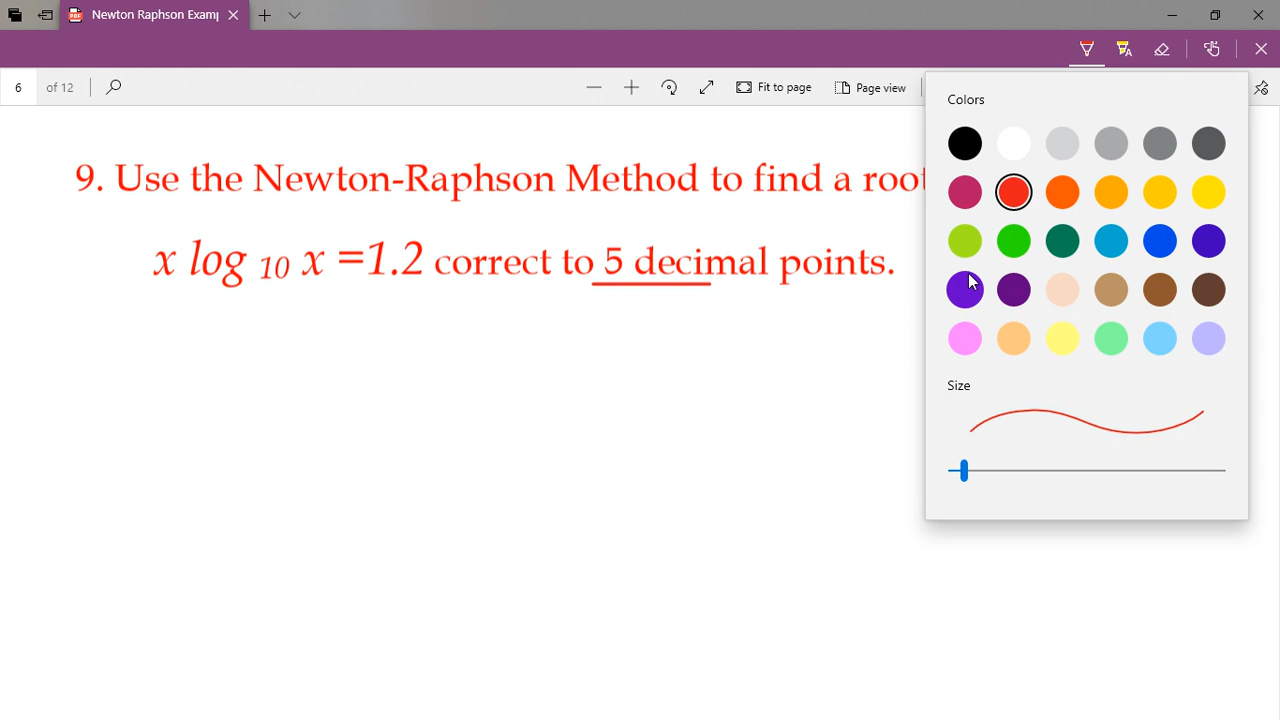 Newton Raphson Examp
6 of 12
Fit to page
Page view
Colors
9. Use the Newton-Raphson Method to find a root
x log 10 x =1.2 correct to 5 decimal points.
Size